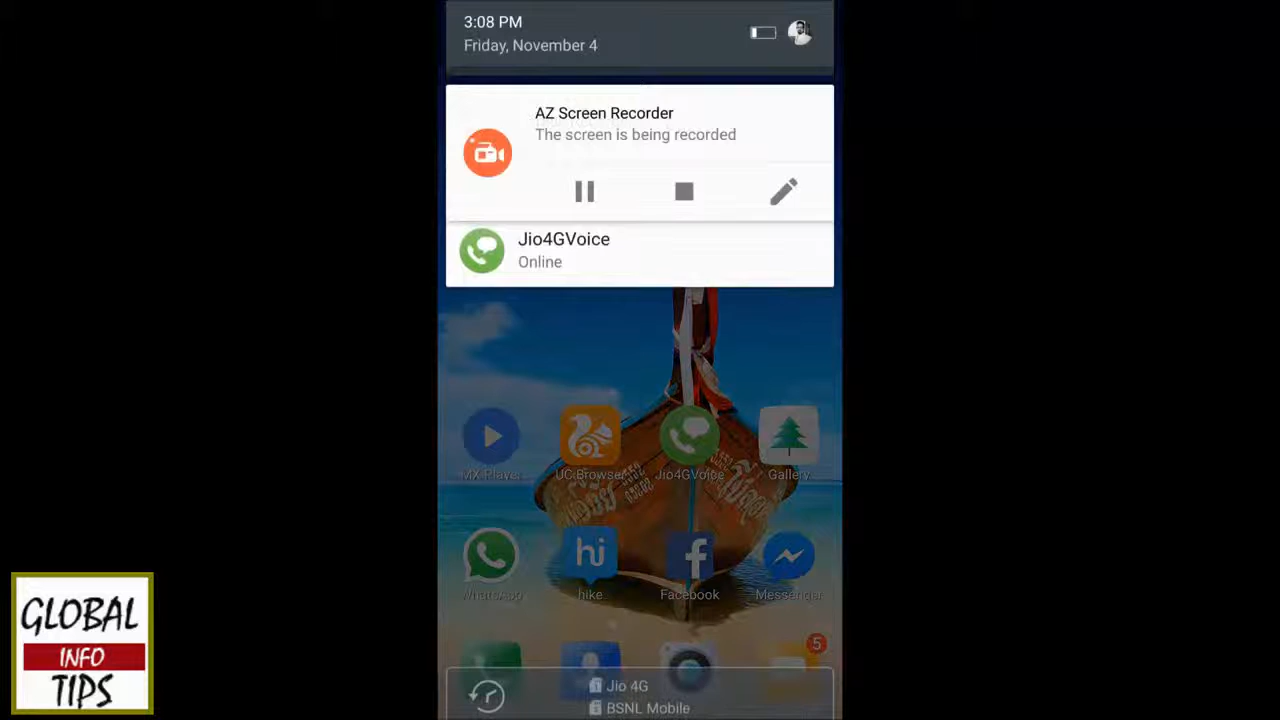 3:08 PM
Friday, November 4
AZ Screen Recorder
The screen is being recorded
Jio4GVoice
Online
MX Player
UC Browser
Jio4GVoice
Gallery
WhatsApp
hike
Facebook
Messenger
5
Jio 4G
BSNL Mobile
GLOBAL
INFO
TIPS